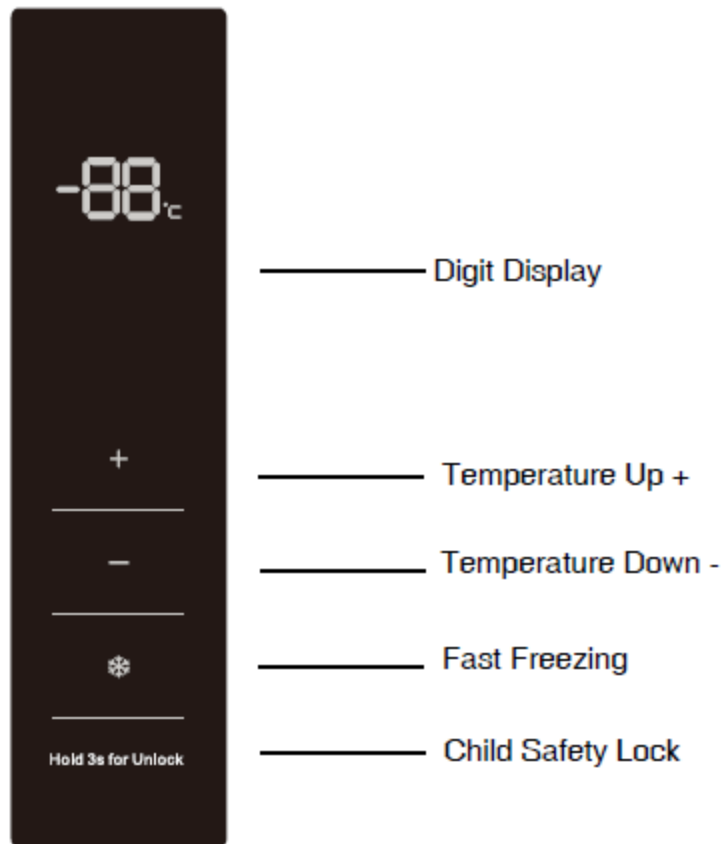 -88°C
Digit Display
+
Temperature Up +
−
Temperature Down -
Fast Freezing
Hold 3s for Unlock
Child Safety Lock